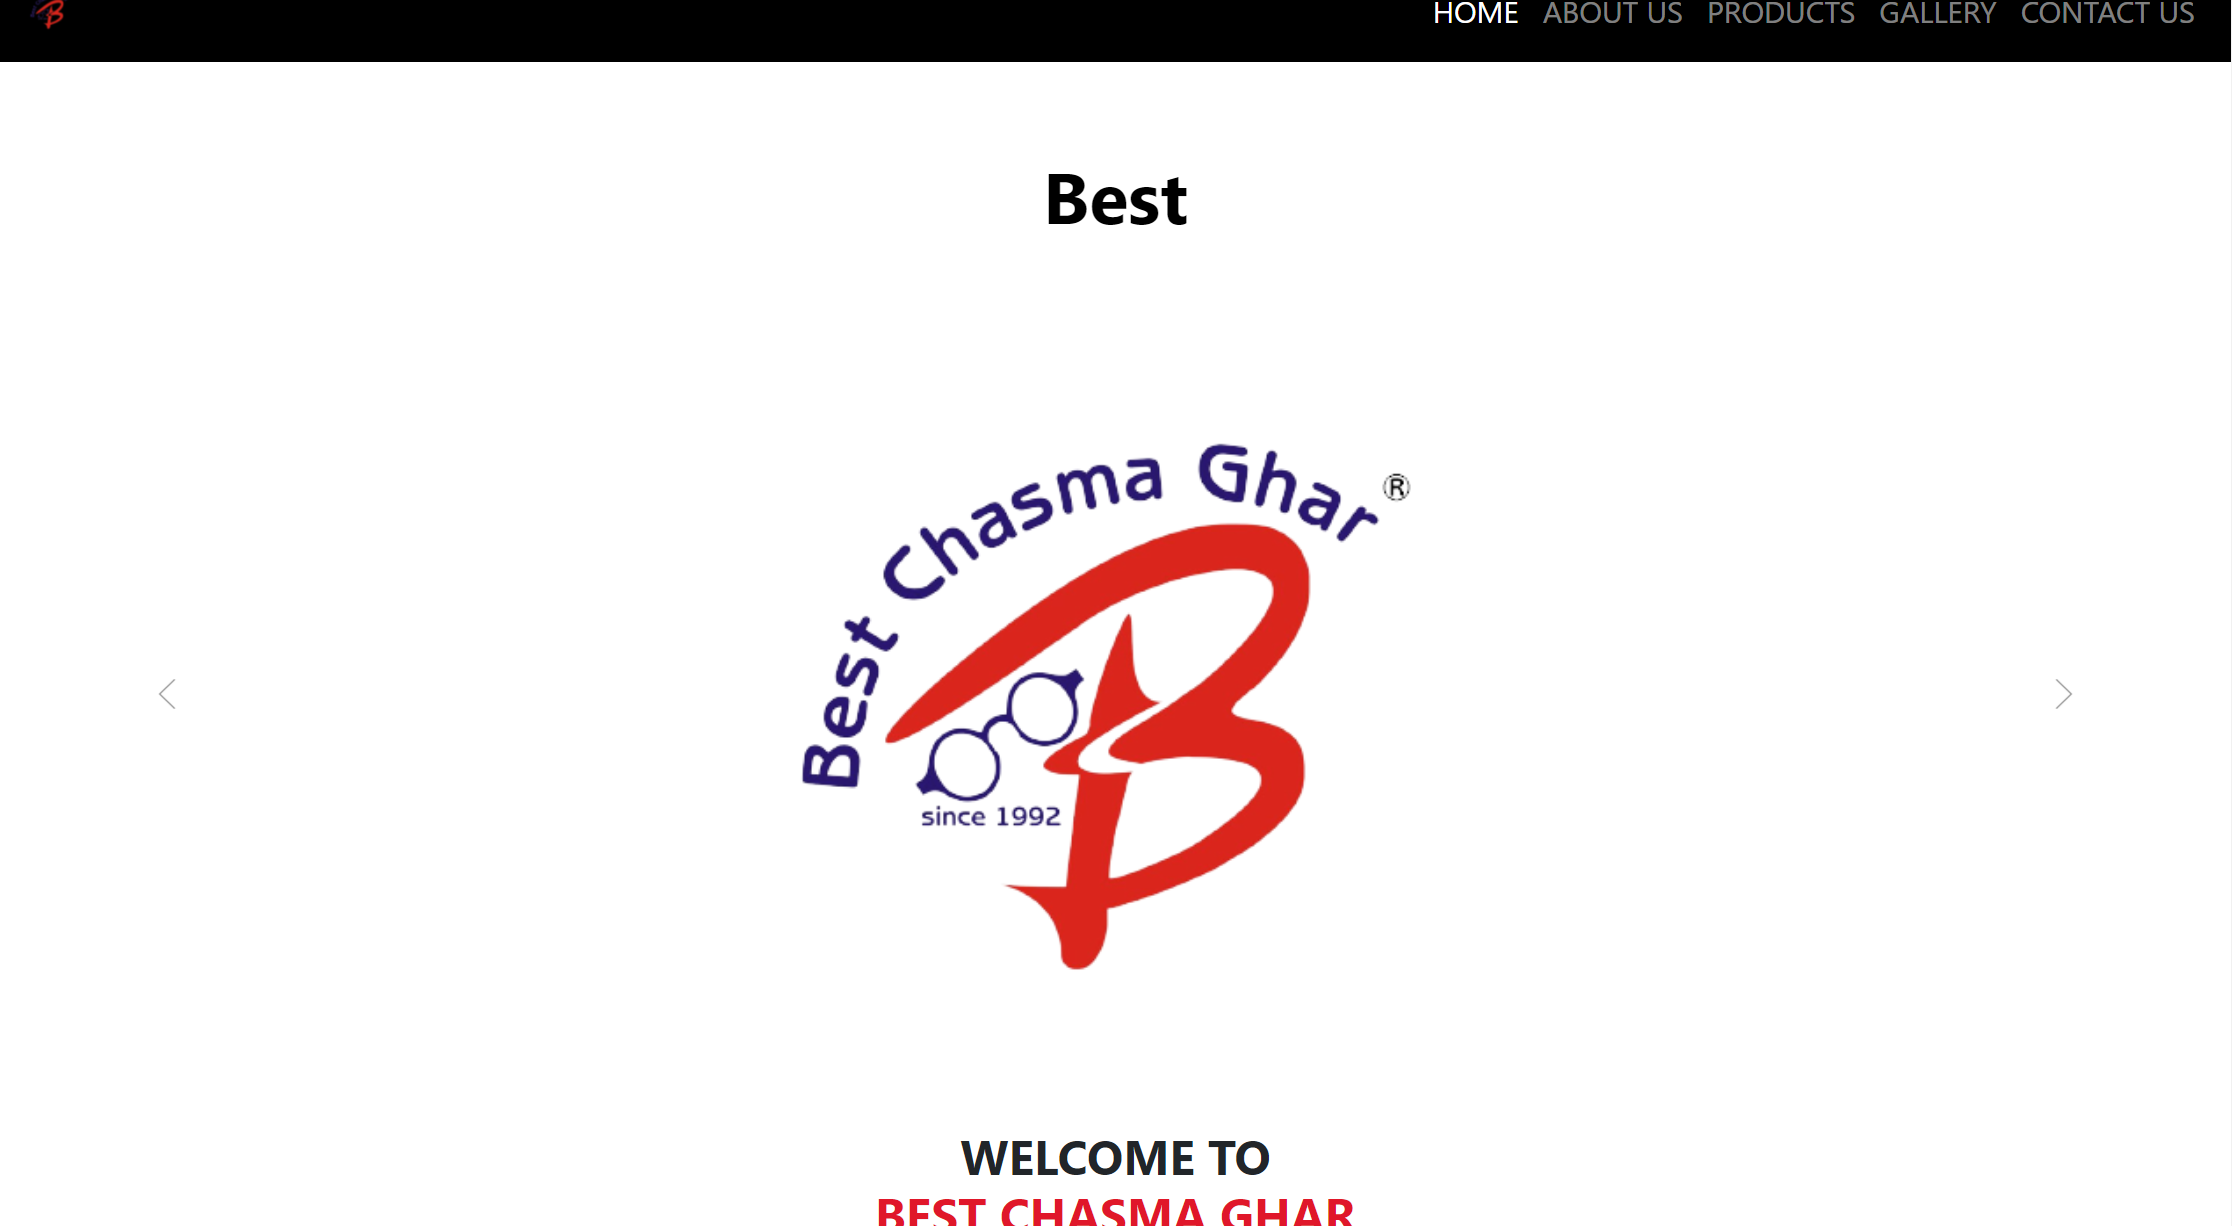 HOME ABOUT US PRODUCTS GALLERY CONTACT US
Best
Best Chasma Ghar ®
since 1992
WELCOME TO
BEST CHASMA GHAR